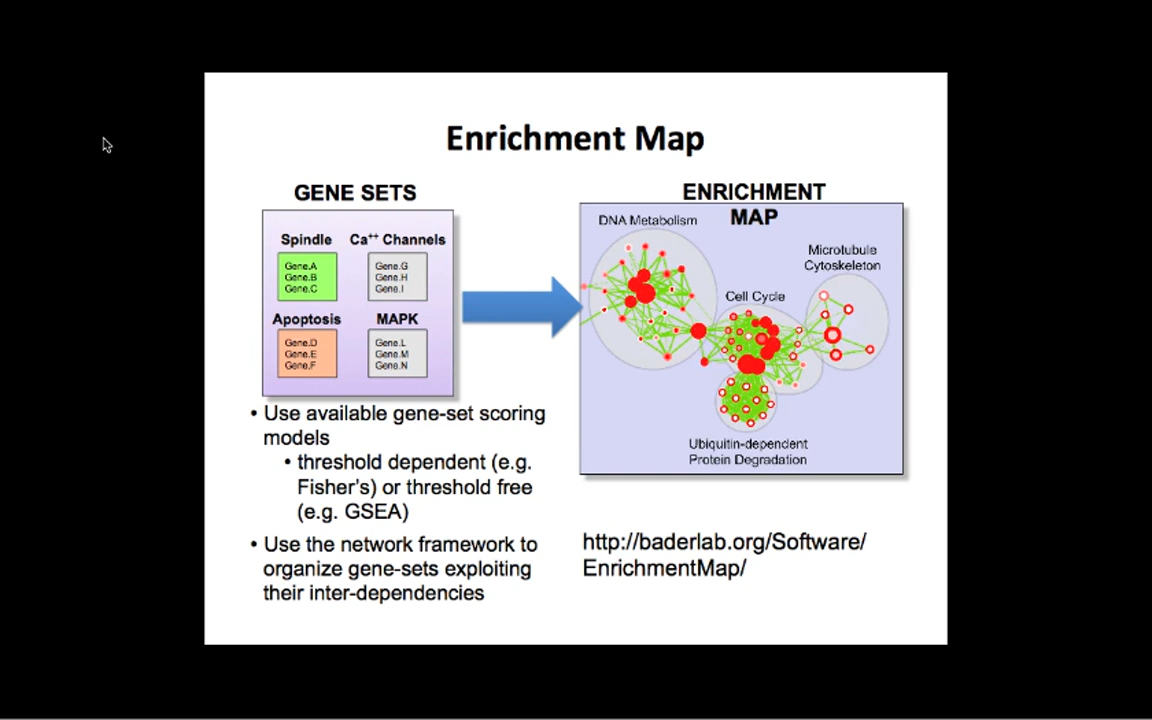 Enrichment Map
GENE SETS
Spindle
Gene.A
Gene.B
Gene.C
Ca++ Channels
Gene.G
Gene.H
Gene.I
Apoptosis
Gene.D
Gene.E
Gene.F
MAPK
Gene.L
Gene.M
Gene.N
ENRICHMENT
MAP
DNA Metabolism
Cell Cycle
Microtubule
Cytoskeleton
Ubiquitin-dependent
Protein Degradation
• Use available gene-set scoring
models
• threshold dependent (e.g.
Fisher's) or threshold free
(e.g. GSEA)
• Use the network framework to
organize gene-sets exploiting
their inter-dependencies
http://baderlab.org/Software/
EnrichmentMap/